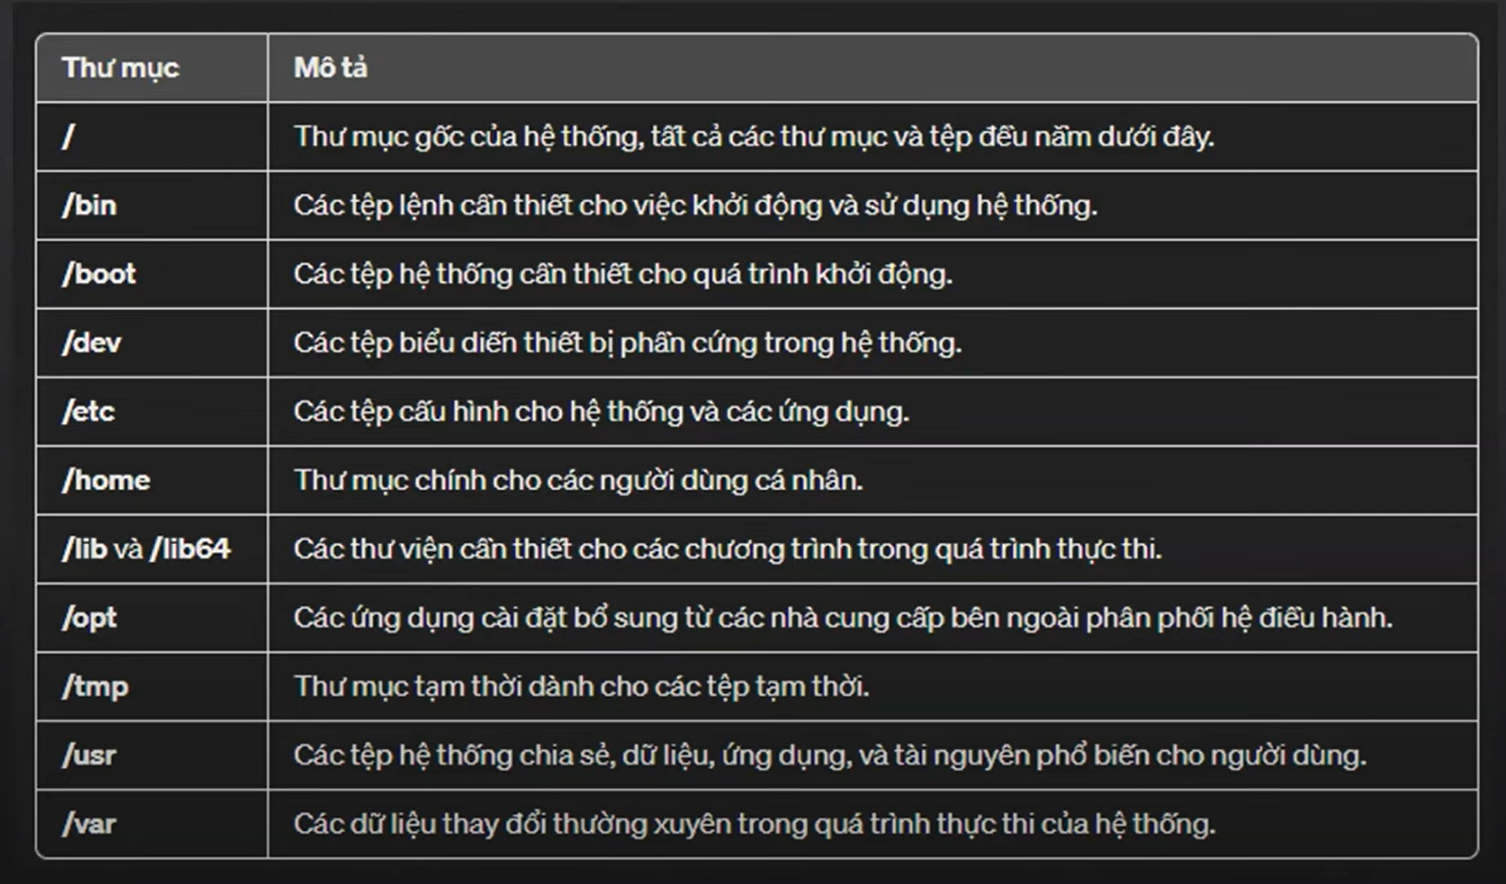 Thư mục Mô tả
/ Thư mục gốc của hệ thống, tất cả các thư mục và tệp đều nằm dưới đây.
/bin Các tệp lệnh cần thiết cho việc khởi động và sử dụng hệ thống.
/boot Các tệp hệ thống cần thiết cho quá trình khởi động.
/dev Các tệp biểu diễn thiết bị phần cứng trong hệ thống.
/etc Các tệp cấu hình cho hệ thống và các ứng dụng.
/home Thư mục chính cho các người dùng cá nhân.
/lib và /lib64 Các thư viện cần thiết cho các chương trình trong quá trình thực thi.
/opt Các ứng dụng cài đặt bổ sung từ các nhà cung cấp bên ngoài phân phối hệ điều hành.
/tmp Thư mục tạm thời dành cho các tệp tạm thời.
/usr Các tệp hệ thống chia sẻ, dữ liệu, ứng dụng, và tài nguyên phổ biến cho người dùng.
/var Các dữ liệu thay đổi thường xuyên trong quá trình thực thi của hệ thống.